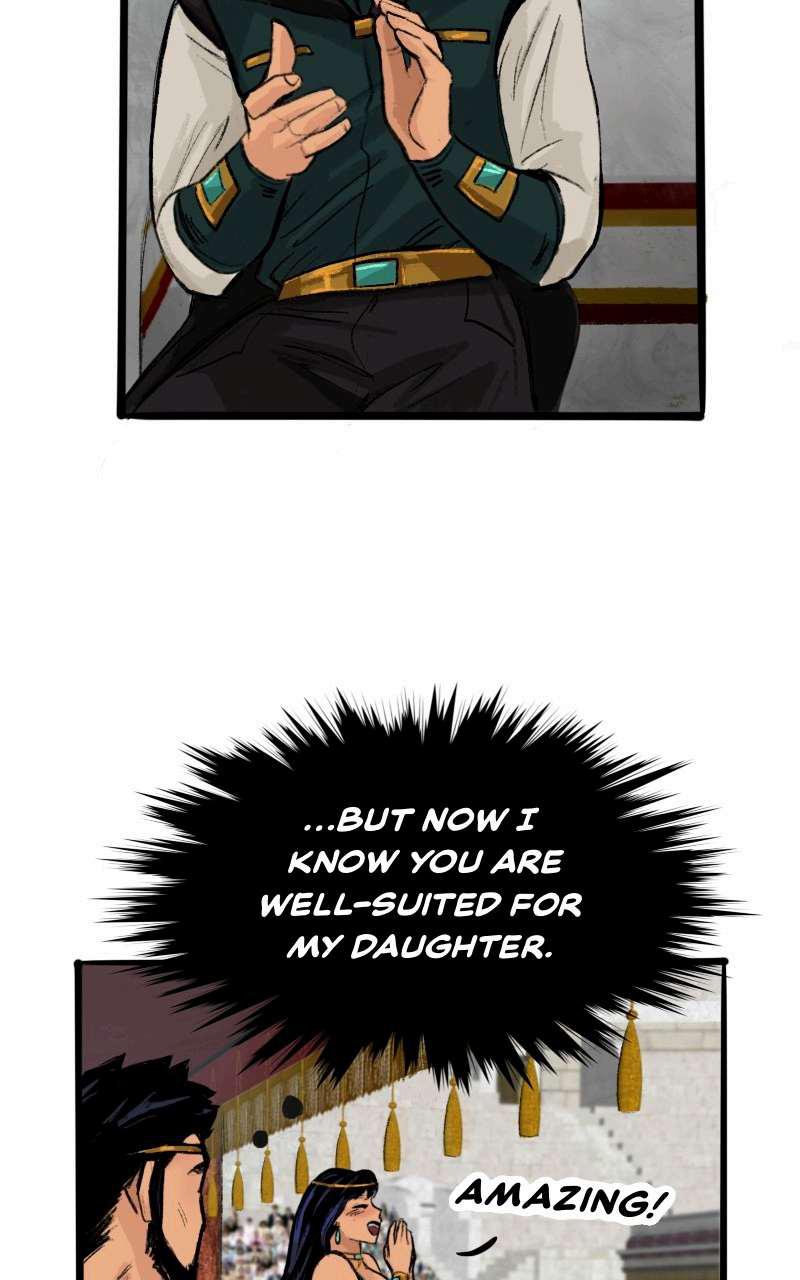 ...BUT NOW I
KNOW YOU ARE
WELL-SUITED FOR
MY DAUGHTER.
AMAZING!